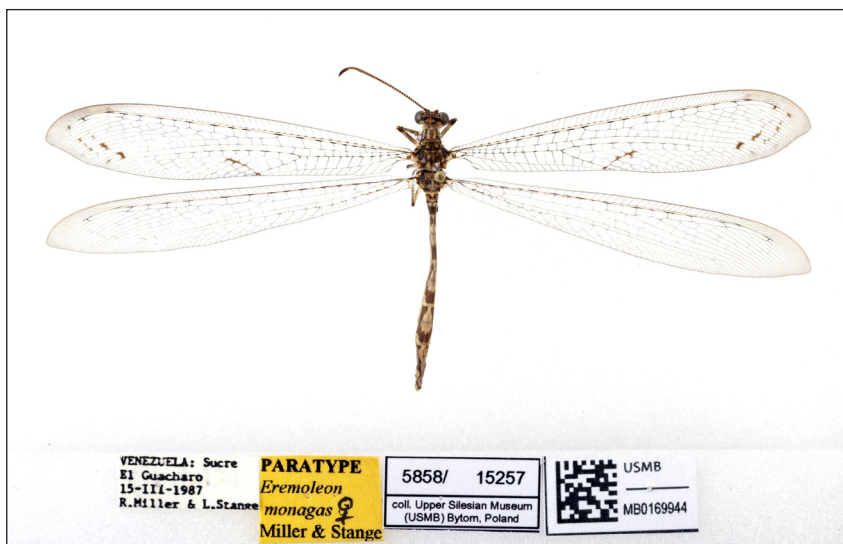 VENEZUELA: Sucre
El Guacharo
15-III-1987
R.Miller & L.Stange
PARATYPE
Eremoleon
monagas ♀
Miller & Stange
5858/ 15257
coll. Upper Silesian Museum
(USMB) Bytom, Poland
USMB
MB0169944